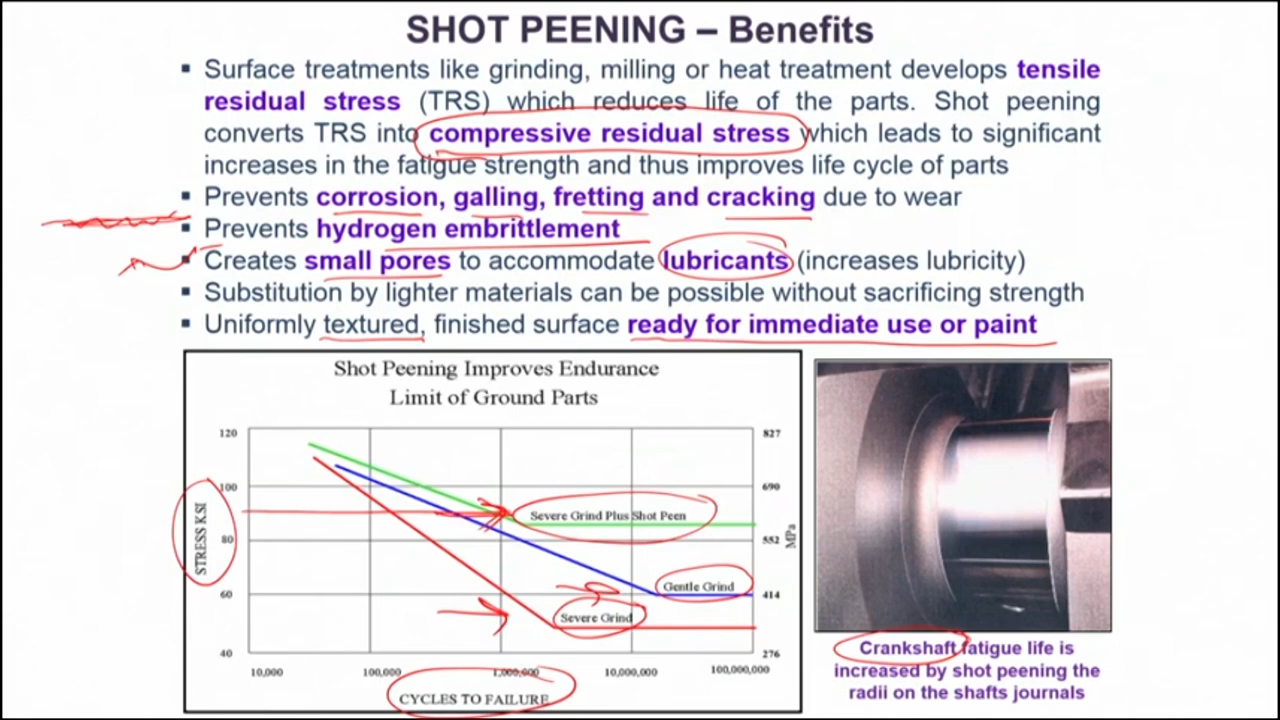 SHOT PEENING – Benefits
▪ Surface treatments like grinding, milling or heat treatment develops tensile
residual stress (TRS) which reduces life of the parts. Shot peening
converts TRS into compressive residual stress which leads to significant
increases in the fatigue strength and thus improves life cycle of parts
▪ Prevents corrosion, galling, fretting and cracking due to wear
▪ Prevents hydrogen embrittlement
▪ Creates small pores to accommodate lubricants (increases lubricity)
▪ Substitution by lighter materials can be possible without sacrificing strength
▪ Uniformly textured, finished surface ready for immediate use or paint
Shot Peening Improves Endurance
Limit of Ground Parts
120
827
100
690
Severe Grind Plus Shot Peen
STRESS KSI
80
552
MPa
Gentle Grind
60
414
Severe Grind
40
276
10,000
100,000
1,000,000
10,000,000
100,000,000
CYCLES TO FAILURE
Crankshaft fatigue life is
increased by shot peening the
radii on the shafts journals